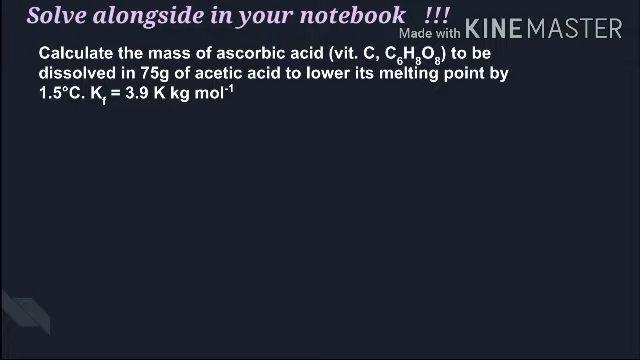 Solve alongside in your notebook !!!
Made with KINEMASTER
Calculate the mass of ascorbic acid (vit. C, C₆H₈O₈) to be
dissolved in 75g of acetic acid to lower its melting point by
1.5°C. Kf = 3.9 K kg mol⁻¹